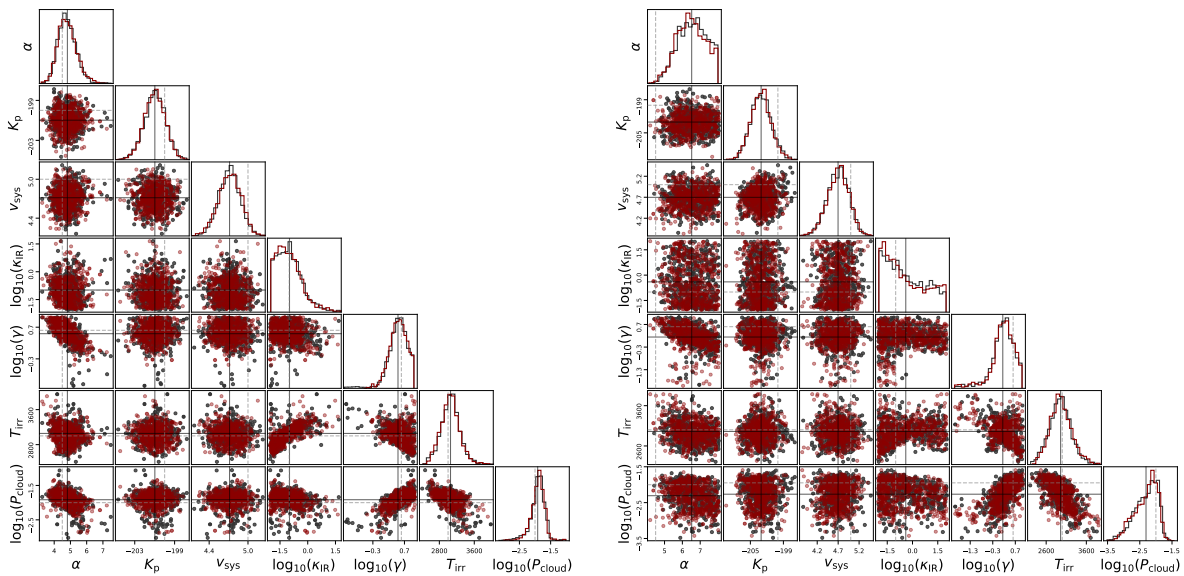 α
α
−199
−203
K_p
−199
−205
K_p
5.0
4.4
v_sys
5.2
4.7
4.2
v_sys
1.5
0.0
−1.5
log₁₀(κ_IR)
1.5
0.0
−1.5
log₁₀(κ_IR)
0.7
−0.3
log₁₀(γ)
0.7
−0.3
−1.3
log₁₀(γ)
3600
2800
T_irr
3600
2600
T_irr
−1.5
−2.5
log₁₀(P_cloud)
−1.5
−2.5
−3.5
log₁₀(P_cloud)
4 5 6 7 −203 −199 4.4 5.0 −1.5 0.0 1.5 −0.3 0.7 2800 3600 −2.5 −1.5
5 6 7 −205 −199 4.2 4.7 5.2 −1.5 0.0 1.5 −1.3 −0.3 0.7 2600 3600 −3.5 −2.5 −1.5
α K_p v_sys log₁₀(κ_IR) log₁₀(γ) T_irr log₁₀(P_cloud)
α K_p v_sys log₁₀(κ_IR) log₁₀(γ) T_irr log₁₀(P_cloud)